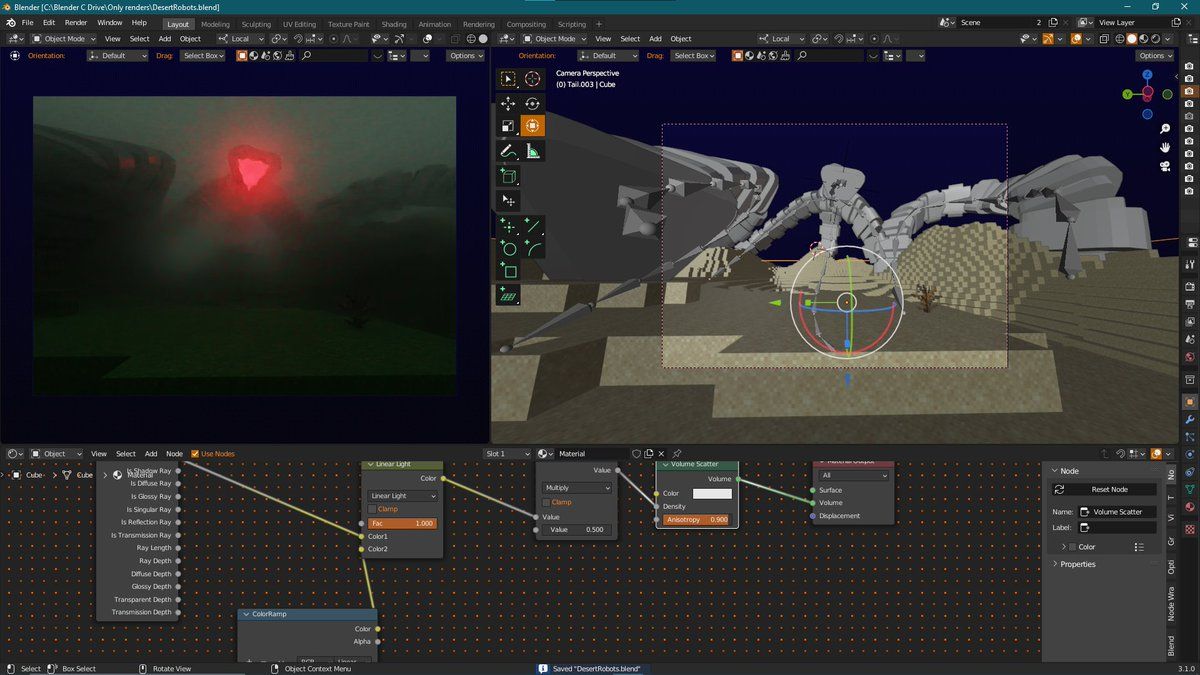 Blender [C:\Blender C Drive\Only renders\DesertRobots.blend]
File Edit Render Window Help Layout Modeling Sculpting UV Editing Texture Paint Shading Animation Rendering Compositing Scripting + Scene 2 View Layer
Object Mode View Select Add Object Local
Object Mode View Select Add Object Local
Orientation: Default Drag: Select Box Options
Orientation: Default Drag: Select Box Options
Camera Perspective
(0) Tail.003 | Cube
Z
Y
Object View Select Add Node Use Nodes Slot 1 Material
Cube > Cube > Material
Is Shadow Ray
Is Diffuse Ray
Is Glossy Ray
Is Singular Ray
Is Reflection Ray
Is Transmission Ray
Ray Length
Ray Depth
Diffuse Depth
Glossy Depth
Transparent Depth
Transmission Depth
ColorRamp
Color
Alpha
Linear Light
Color
Linear Light
Clamp
Fac 1.000
Color1
Color2
Value
Multiply
Clamp
Value
Value 0.500
Volume Scatter
Volume
Color
Density
Anisotropy 0.900
Material Output
All
Surface
Volume
Displacement
Node
Reset Node
Name: Volume Scatter
Label:
Color
Properties
No
T
Vi
Gr
Opti
Node Wra
Blend
Select Box Select Rotate View Object Context Menu Saved "DesertRobots.blend" 3.1.0